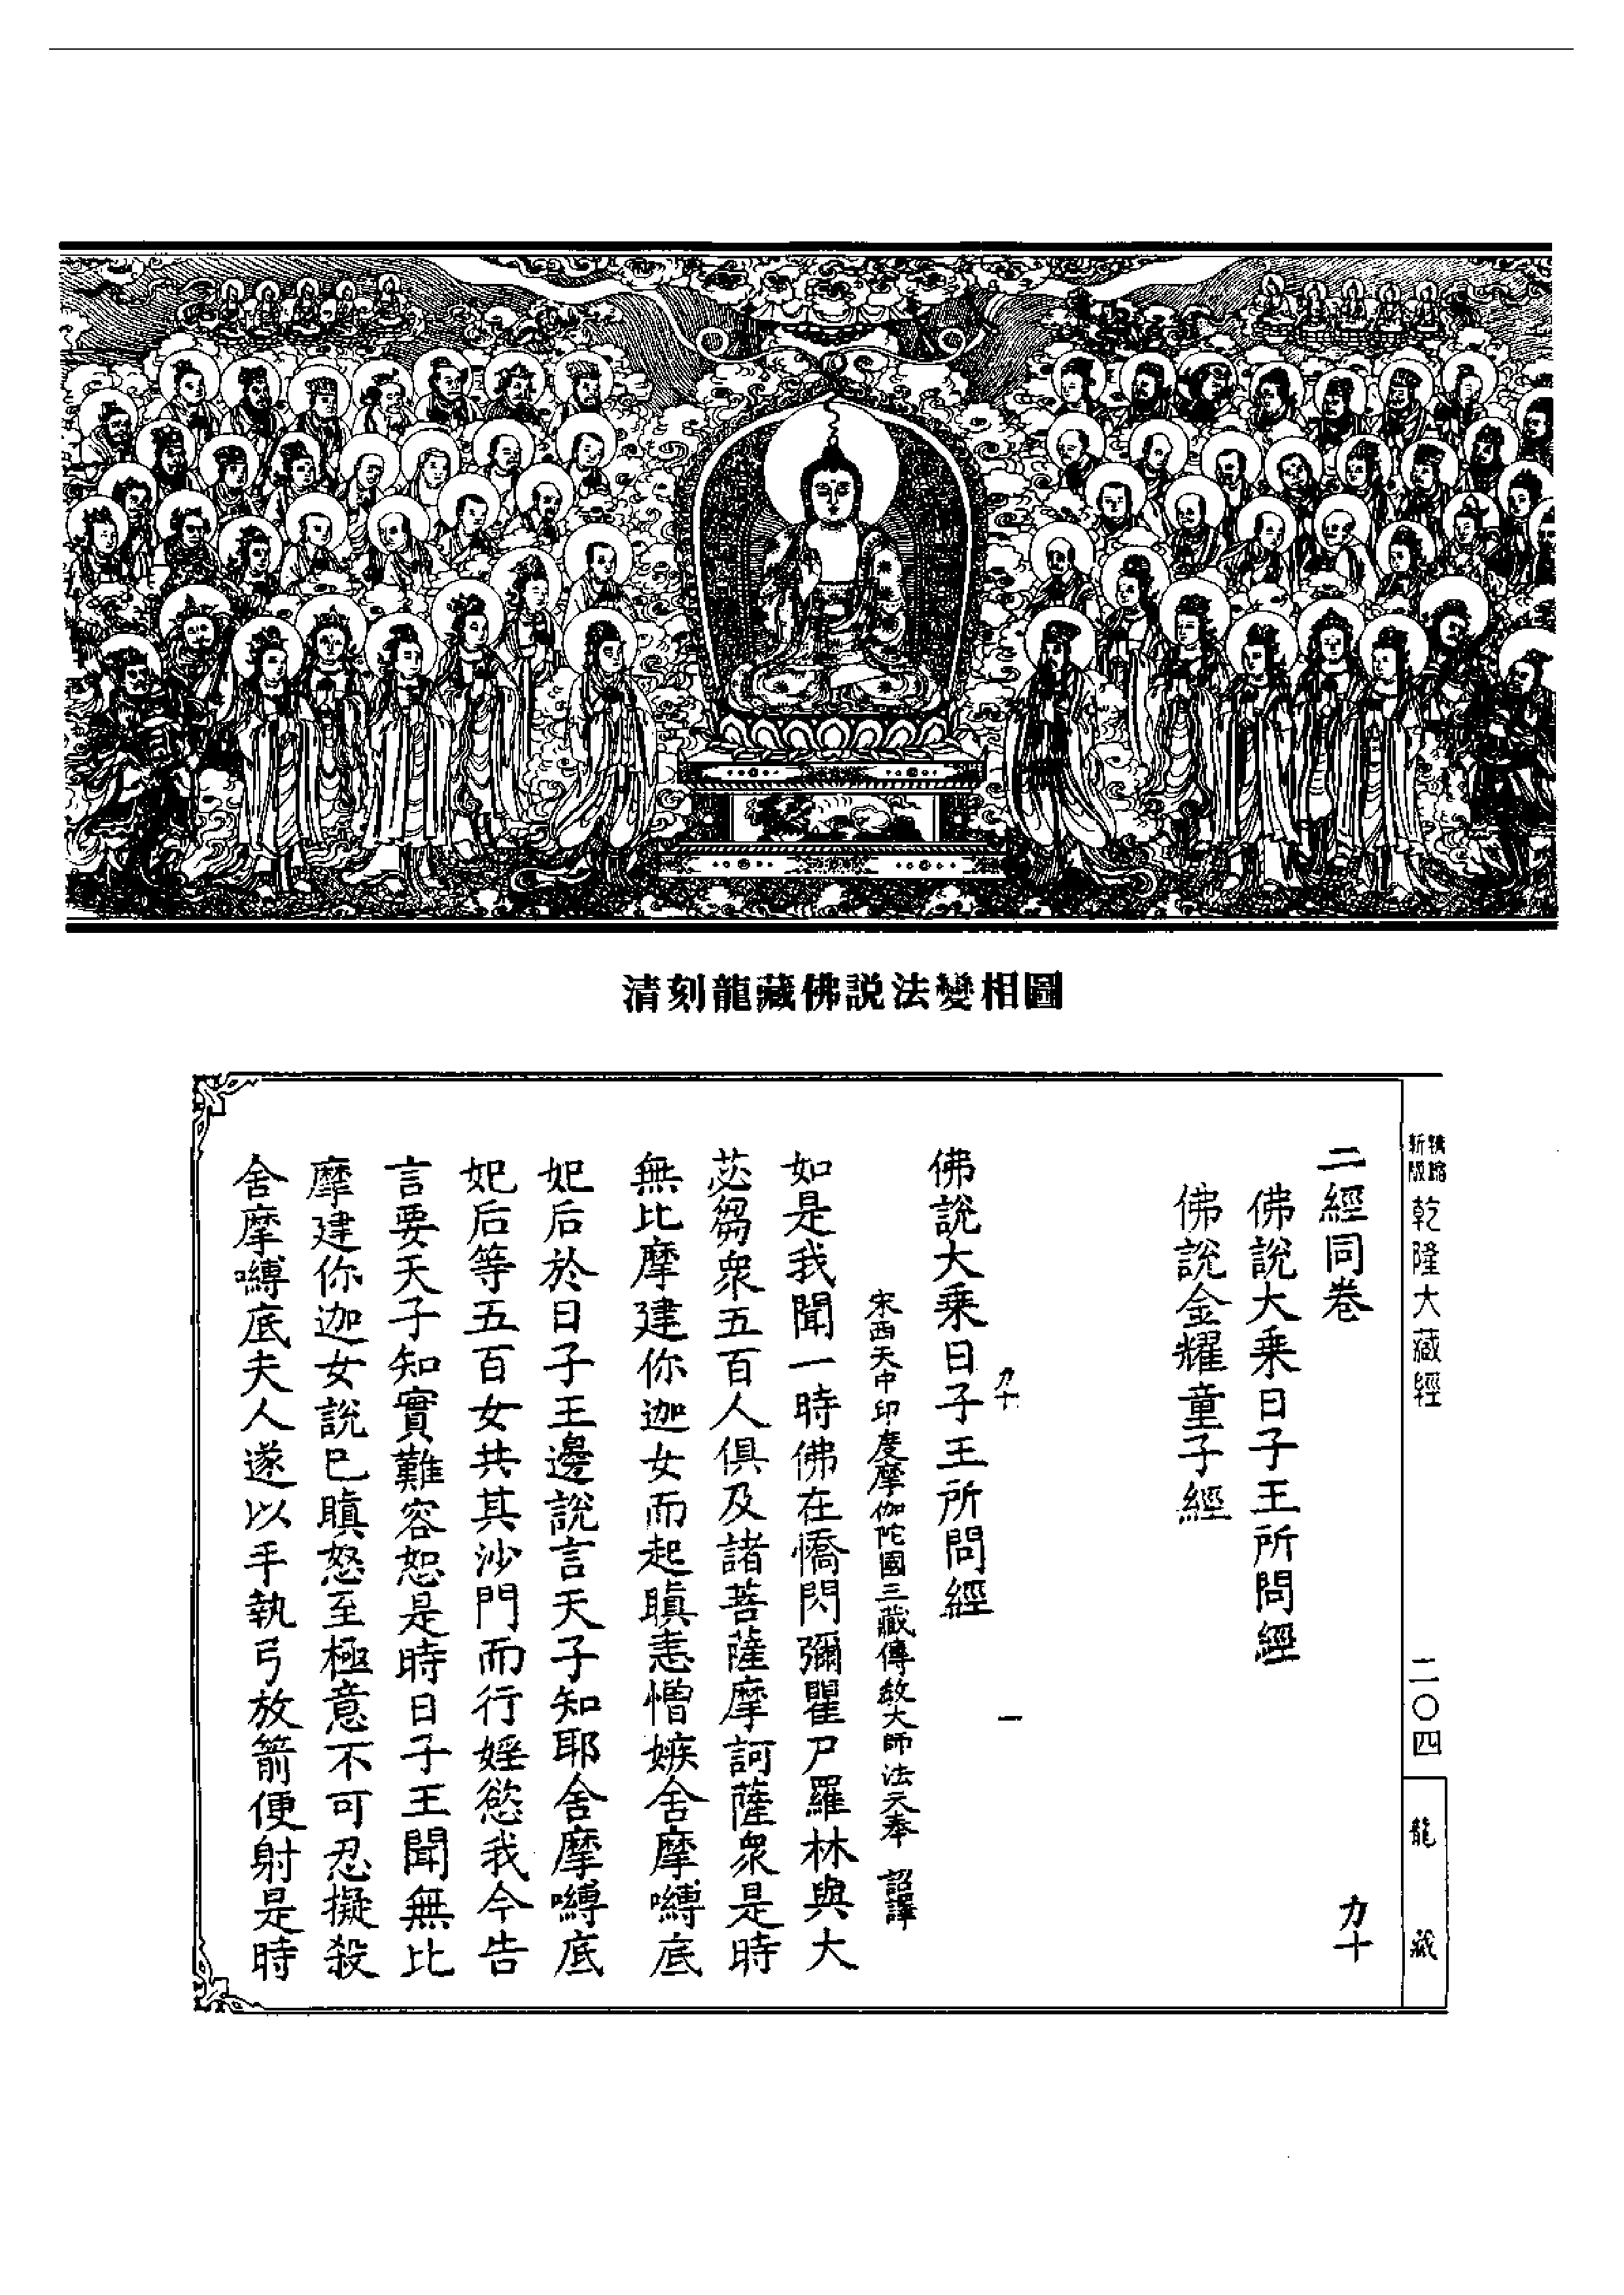 清刻龍藏佛説法變相圖
新版
精縮
乾隆大藏經
二〇四
龍藏
二經同卷
力十
佛說大乘日子王所問經
佛說金耀童子經
力十
一
佛說大乘日子王所問經
宋西天中印度摩伽陀國三藏傳教大師法天奉 詔譯
如是我聞一時佛在憍閃彌瞿尸羅林與大
苾芻衆五百人俱及諸菩薩摩訶薩衆是時
無比摩建你迦女而起瞋恚憎嫉舍摩嚩底
妃后於日子王邊說言天子知耶舍摩嚩底
妃后等五百女共其沙門而行婬慾我今告
言要天子知實難容恕是時日子王聞無比
摩建你迦女說已瞋怒至極意不可忍擬殺
舍摩嚩底夫人遂以手執弓放箭便射是時